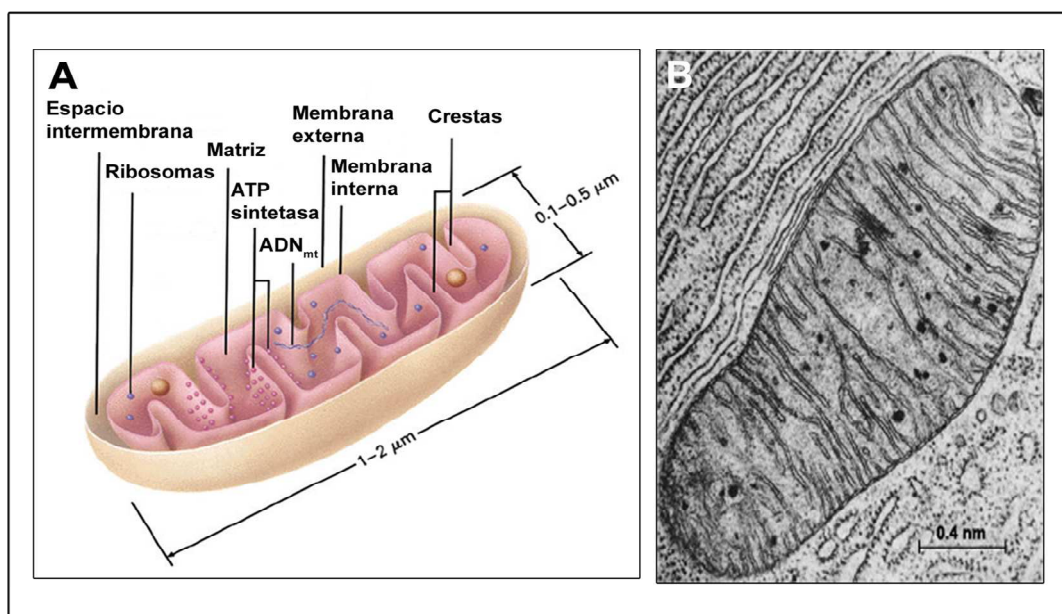 A
Espacio
intermembrana
Ribosomas
Matriz
ATP
sintetasa
ADNmt
Membrana
externa
Membrana
interna
Crestas
0.1–0.5 μm
1–2 μm
B
0.4 nm